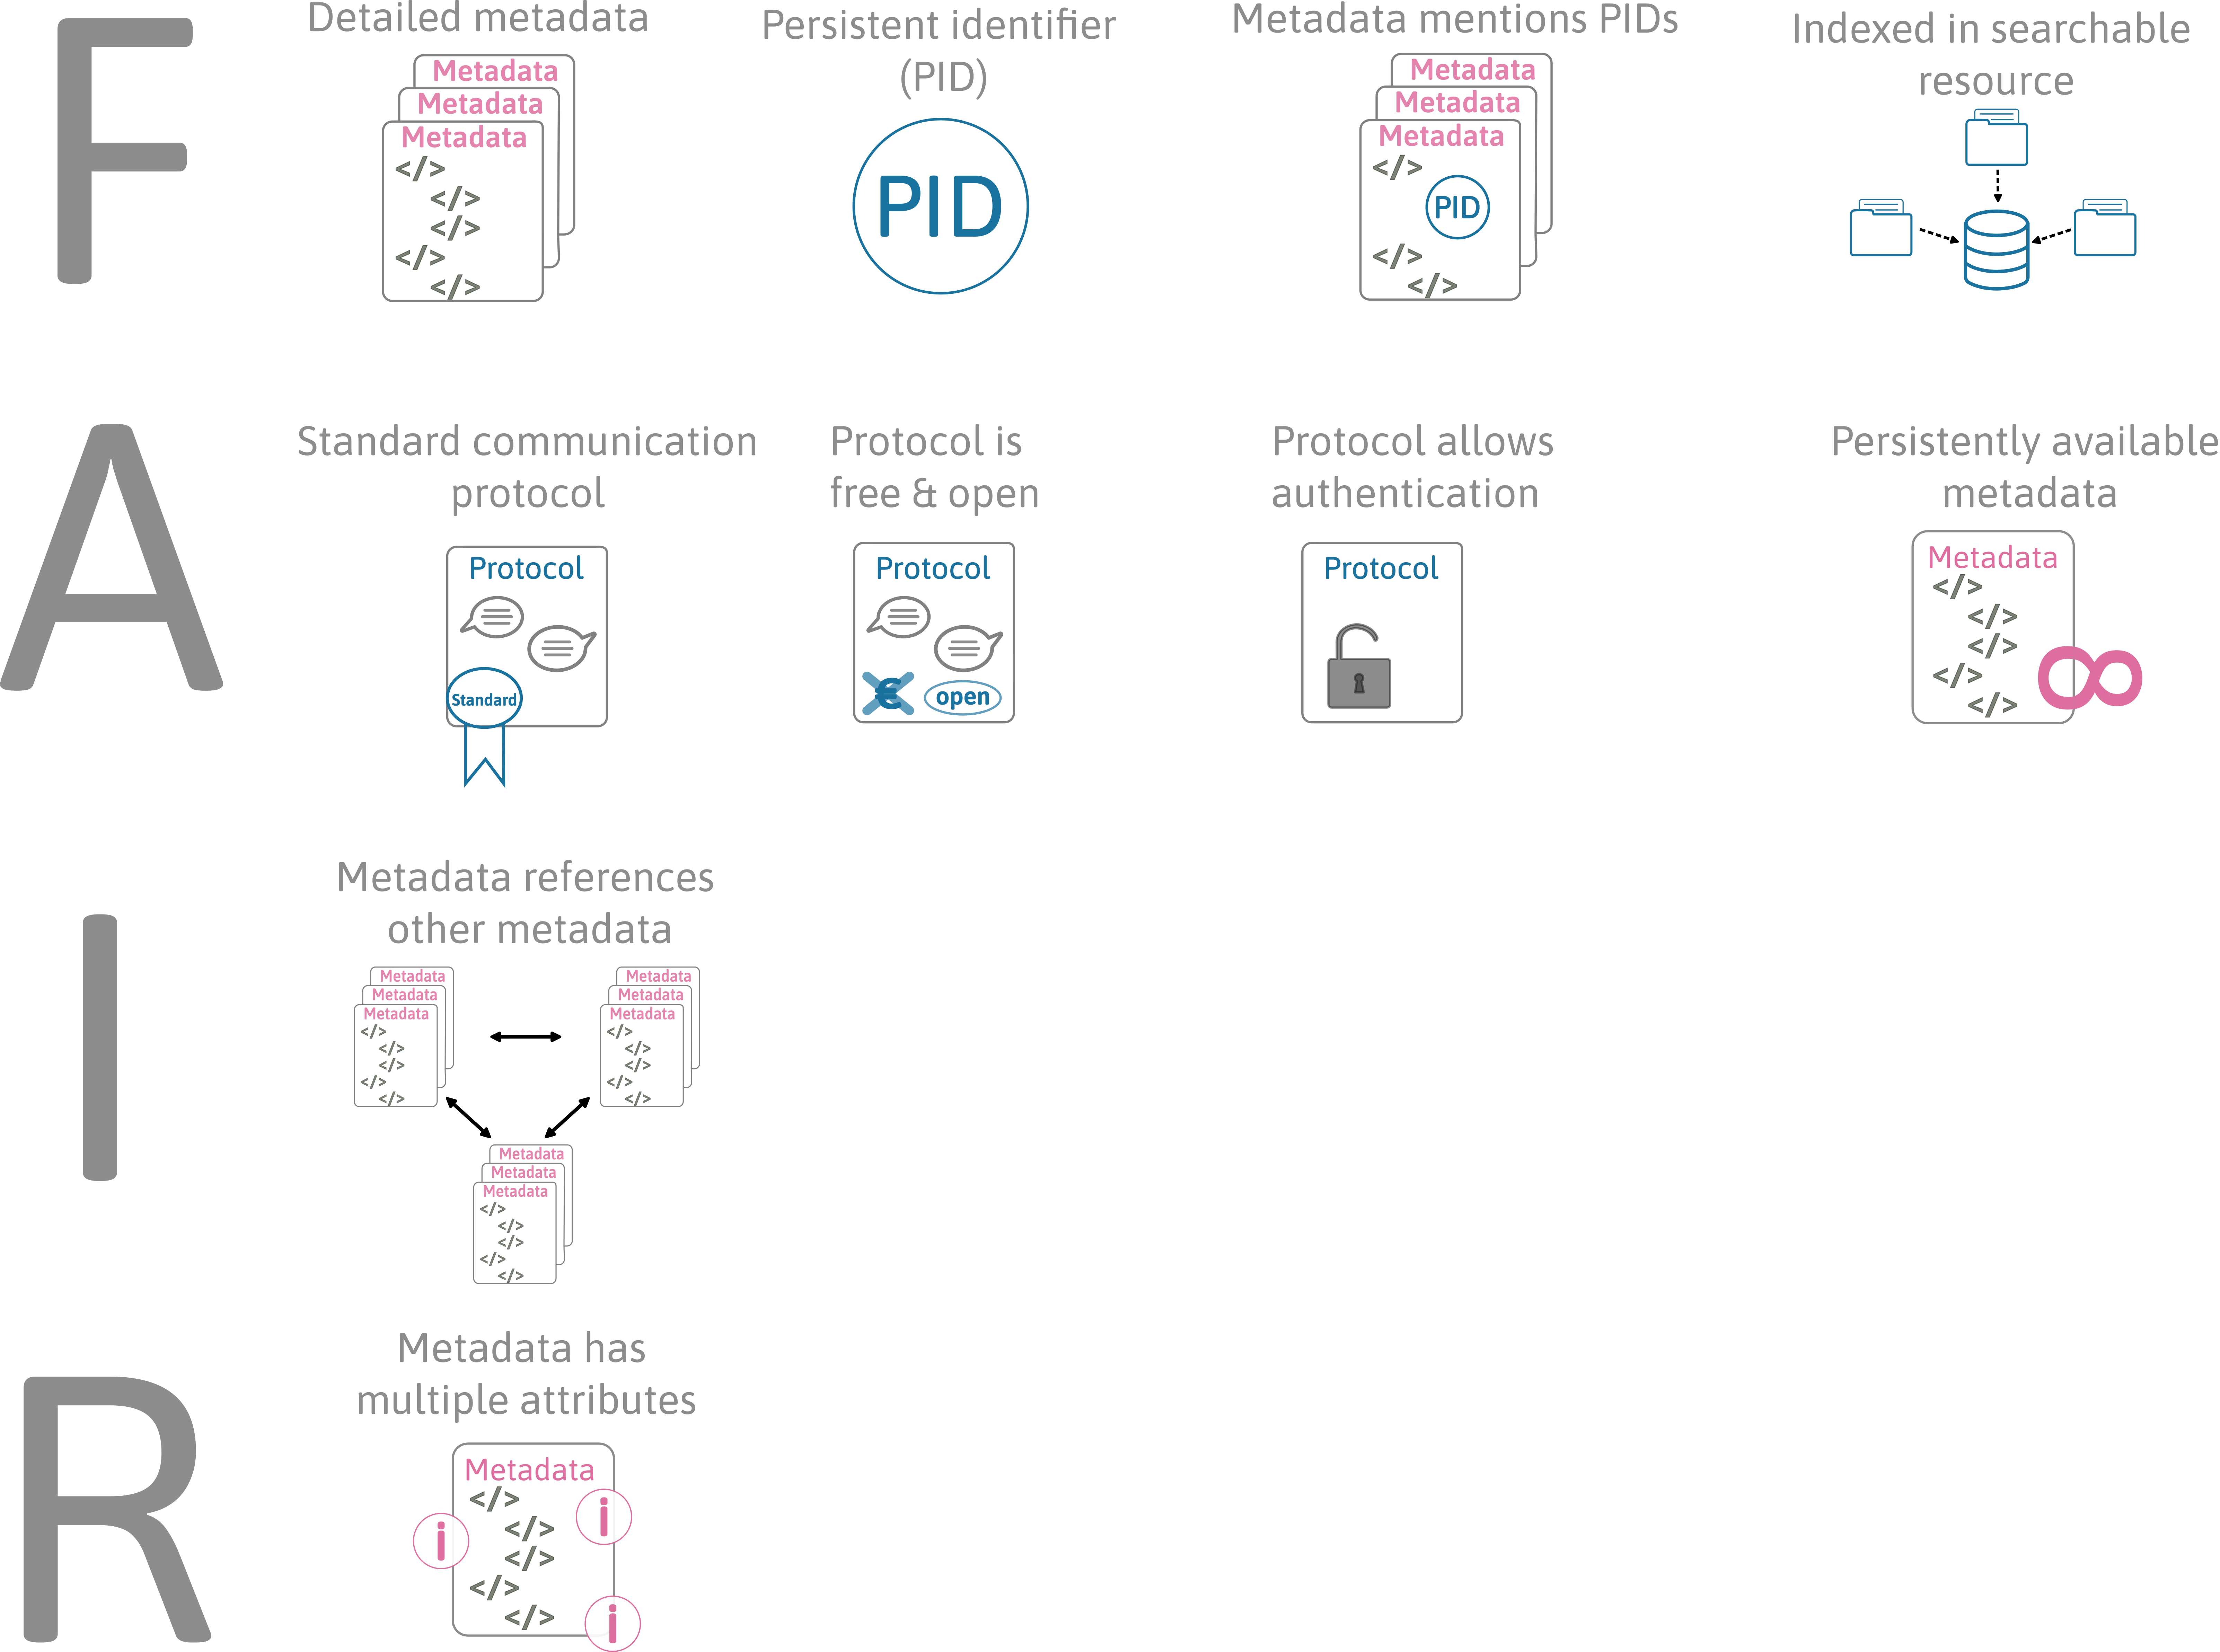 F
Detailed metadata
Metadata
Metadata
Metadata
</>
</>
</>
</>
</>
Persistent identifier
(PID)
PID
Metadata mentions PIDs
Metadata
Metadata
Metadata
</>
PID
</>
</>
Indexed in searchable
resource
A
Standard communication
protocol
Protocol
Standard
Protocol is
free & open
Protocol
€
open
Protocol allows
authentication
Protocol
Persistently available
metadata
Metadata
</>
</>
</>
</>
</>
∞
I
Metadata references
other metadata
Metadata
Metadata
Metadata
</>
</>
</>
</>
</>
Metadata
Metadata
Metadata
</>
</>
</>
</>
</>
Metadata
Metadata
Metadata
</>
</>
</>
</>
</>
R
Metadata has
multiple attributes
Metadata
</>
</>
</>
</>
</>
i
i
i